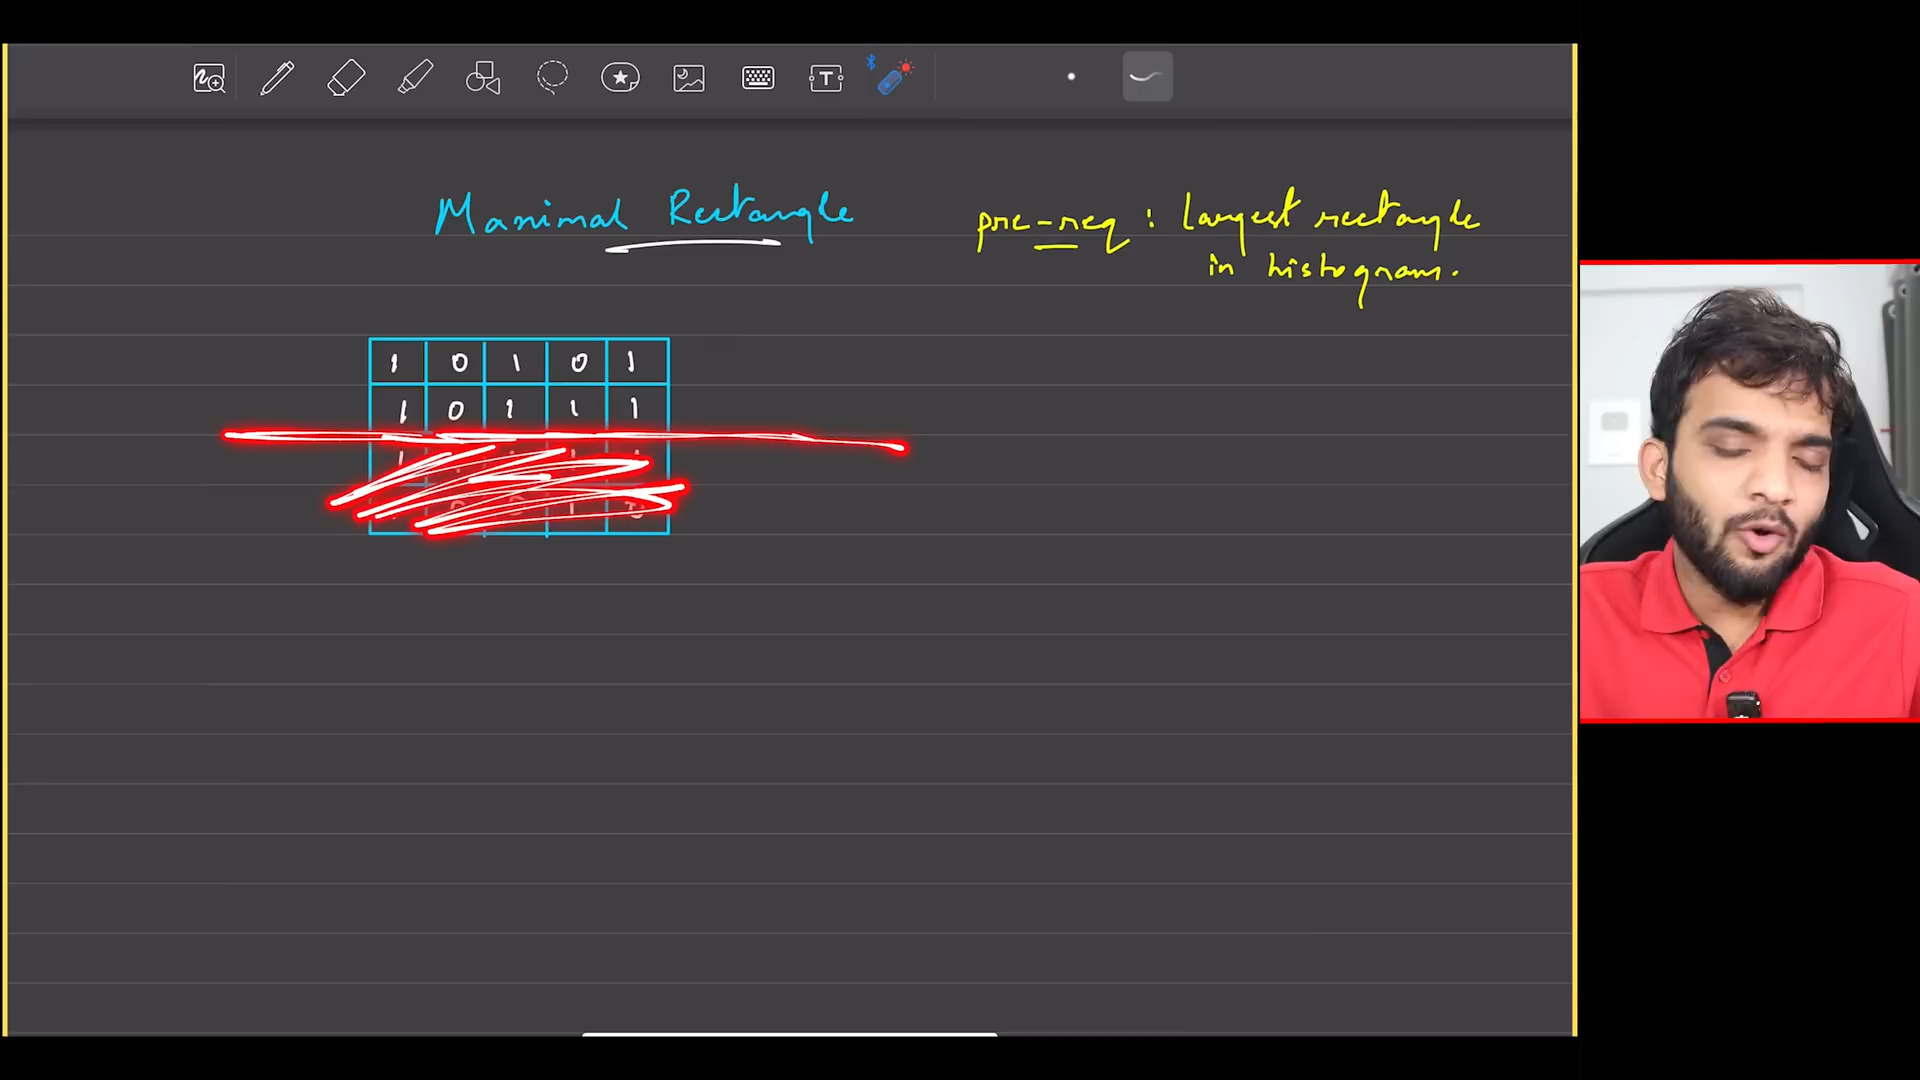 Maximal Rectangle
pre-req : Largest rectangle
in histogram.
1 0 1 0 1
1 0 1 1 1